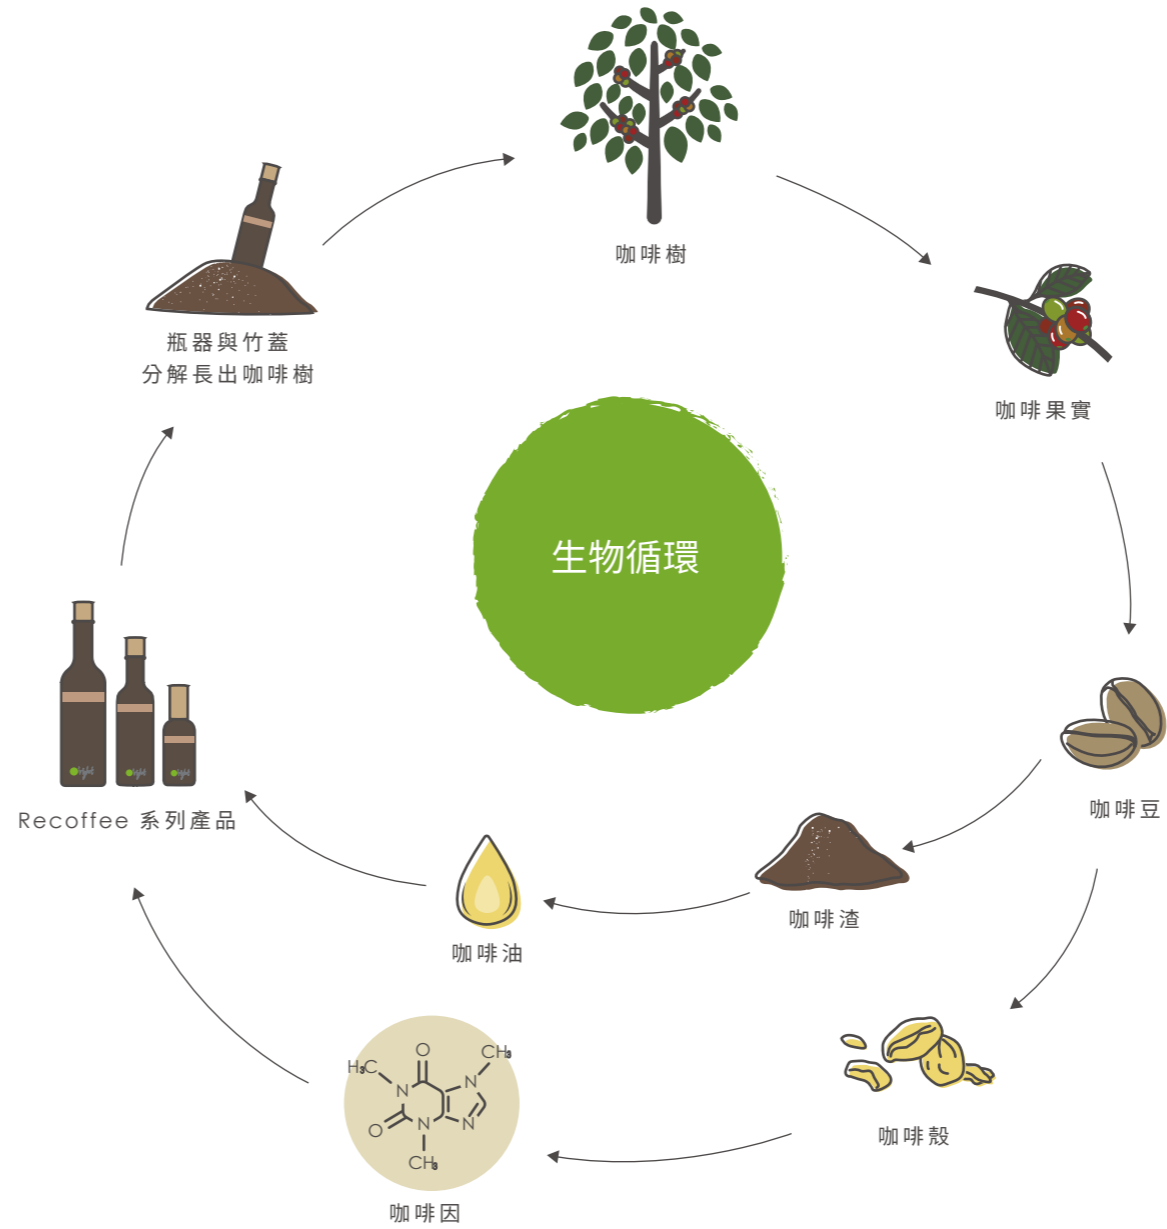 咖啡樹
咖啡果實
咖啡豆
咖啡渣
咖啡油
咖啡殼
咖啡因
H₃C
N
O
O
N
CH₃
N
CH₃
N
Recoffee 系列產品
瓶器與竹蓋
分解長出咖啡樹
生物循環